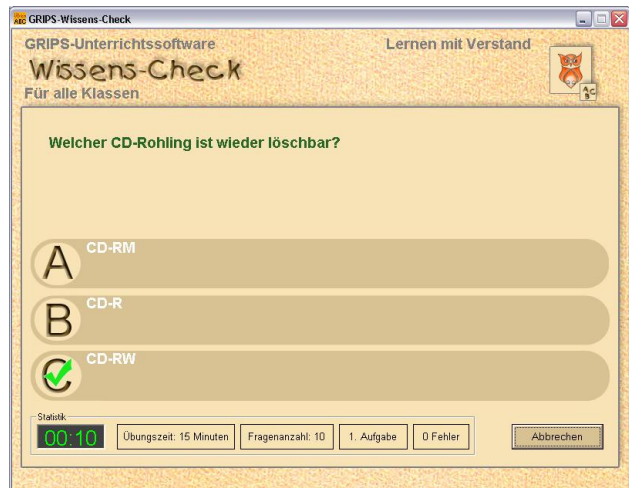 GRIPS-Wissens-Check
GRIPS-Unterrichtssoftware
Lernen mit Verstand
Wissens-Check
Für alle Klassen
Welcher CD-Rohling ist wieder löschbar?
A
CD-RM
B
CD-R
C
CD-RW
Statistik
00:10
Übungszeit: 15 Minuten
Fragenanzahl: 10
1. Aufgabe
0 Fehler
Abbrechen